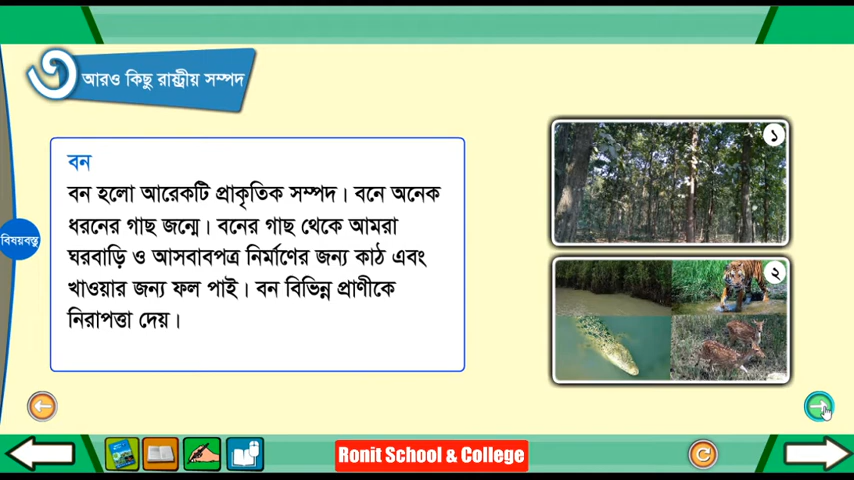 ৩ আরও কিছু রাষ্ট্রীয় সম্পদ
বন
বন হলো আরেকটি প্রাকৃতিক সম্পদ। বনে অনেক
ধরনের গাছ জন্মে। বনের গাছ থেকে আমরা
ঘরবাড়ি ও আসবাবপত্র নির্মাণের জন্য কাঠ এবং
খাওয়ার জন্য ফল পাই। বন বিভিন্ন প্রাণীকে
নিরাপত্তা দেয়।
বিষয়বস্তু
১
২
Ronit School & College